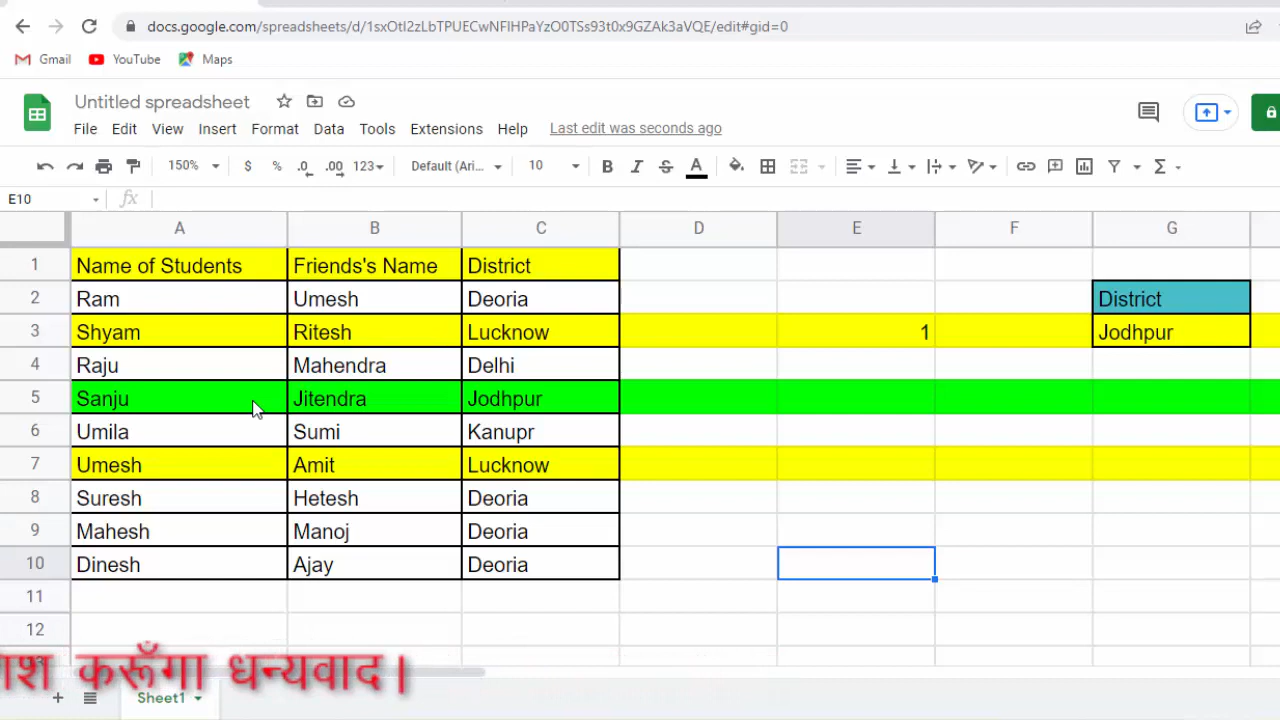 docs.google.com/spreadsheets/d/1sxOtI2zLbTPUECwNFIHPaYzO0TSs93t0x9GZAk3aVQE/edit#gid=0
Gmail YouTube Maps
Untitled spreadsheet
File Edit View Insert Format Data Tools Extensions Help Last edit was seconds ago
150% $ % .0 .00 123 Default (Ari... 10 B I S A Σ
E10 fx
A B C D E F G
1 Name of Students Friends's Name District
2 Ram Umesh Deoria District
3 Shyam Ritesh Lucknow 1 Jodhpur
4 Raju Mahendra Delhi
5 Sanju Jitendra Jodhpur
6 Umila Sumi Kanupr
7 Umesh Amit Lucknow
8 Suresh Hetesh Deoria
9 Mahesh Manoj Deoria
10 Dinesh Ajay Deoria
11
12
करूँगा धन्यवाद।
Sheet1